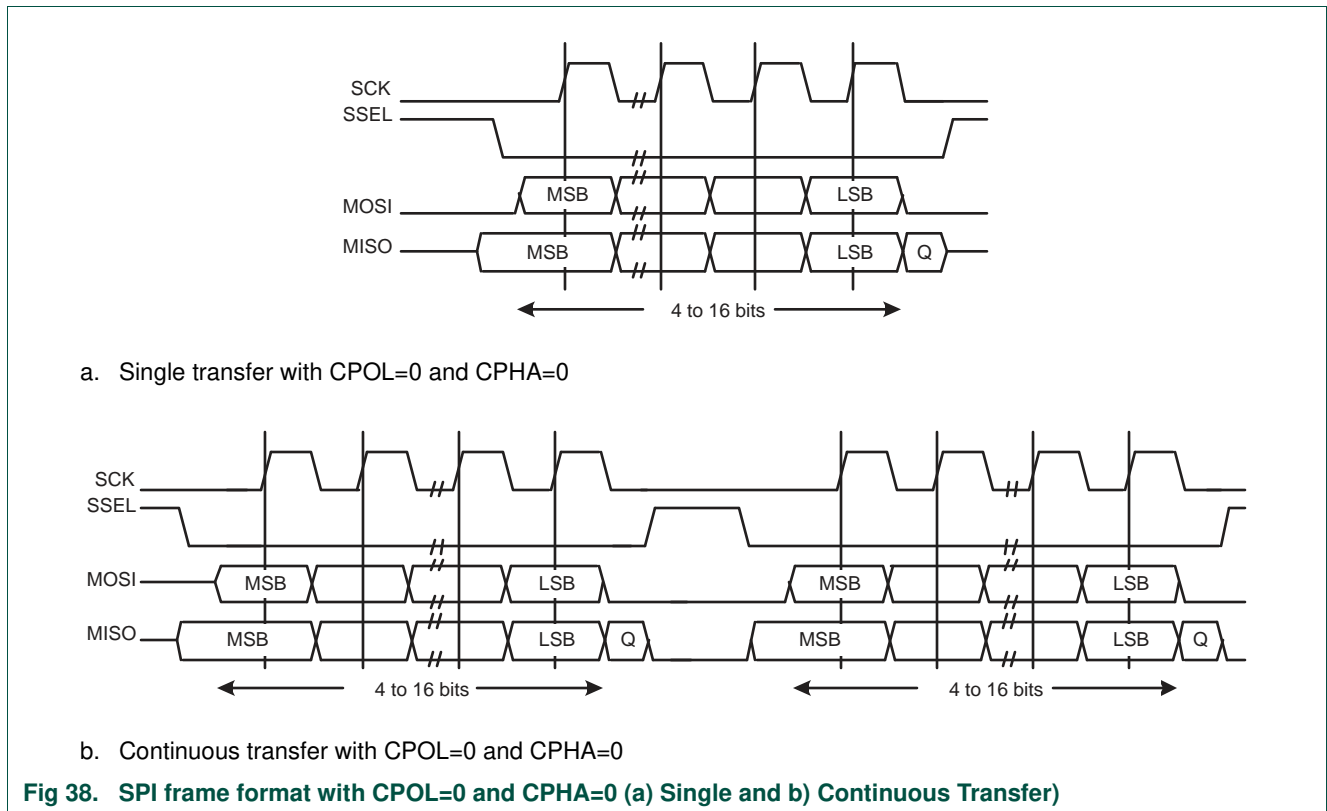 SCK
SSEL
MOSI
MSB
LSB
MISO
MSB
LSB
Q
4 to 16 bits
a. Single transfer with CPOL=0 and CPHA=0
SCK
SSEL
MOSI
MSB
LSB
MSB
LSB
MISO
MSB
LSB
Q
MSB
LSB
Q
4 to 16 bits
4 to 16 bits
b. Continuous transfer with CPOL=0 and CPHA=0
Fig 38. SPI frame format with CPOL=0 and CPHA=0 (a) Single and b) Continuous Transfer)